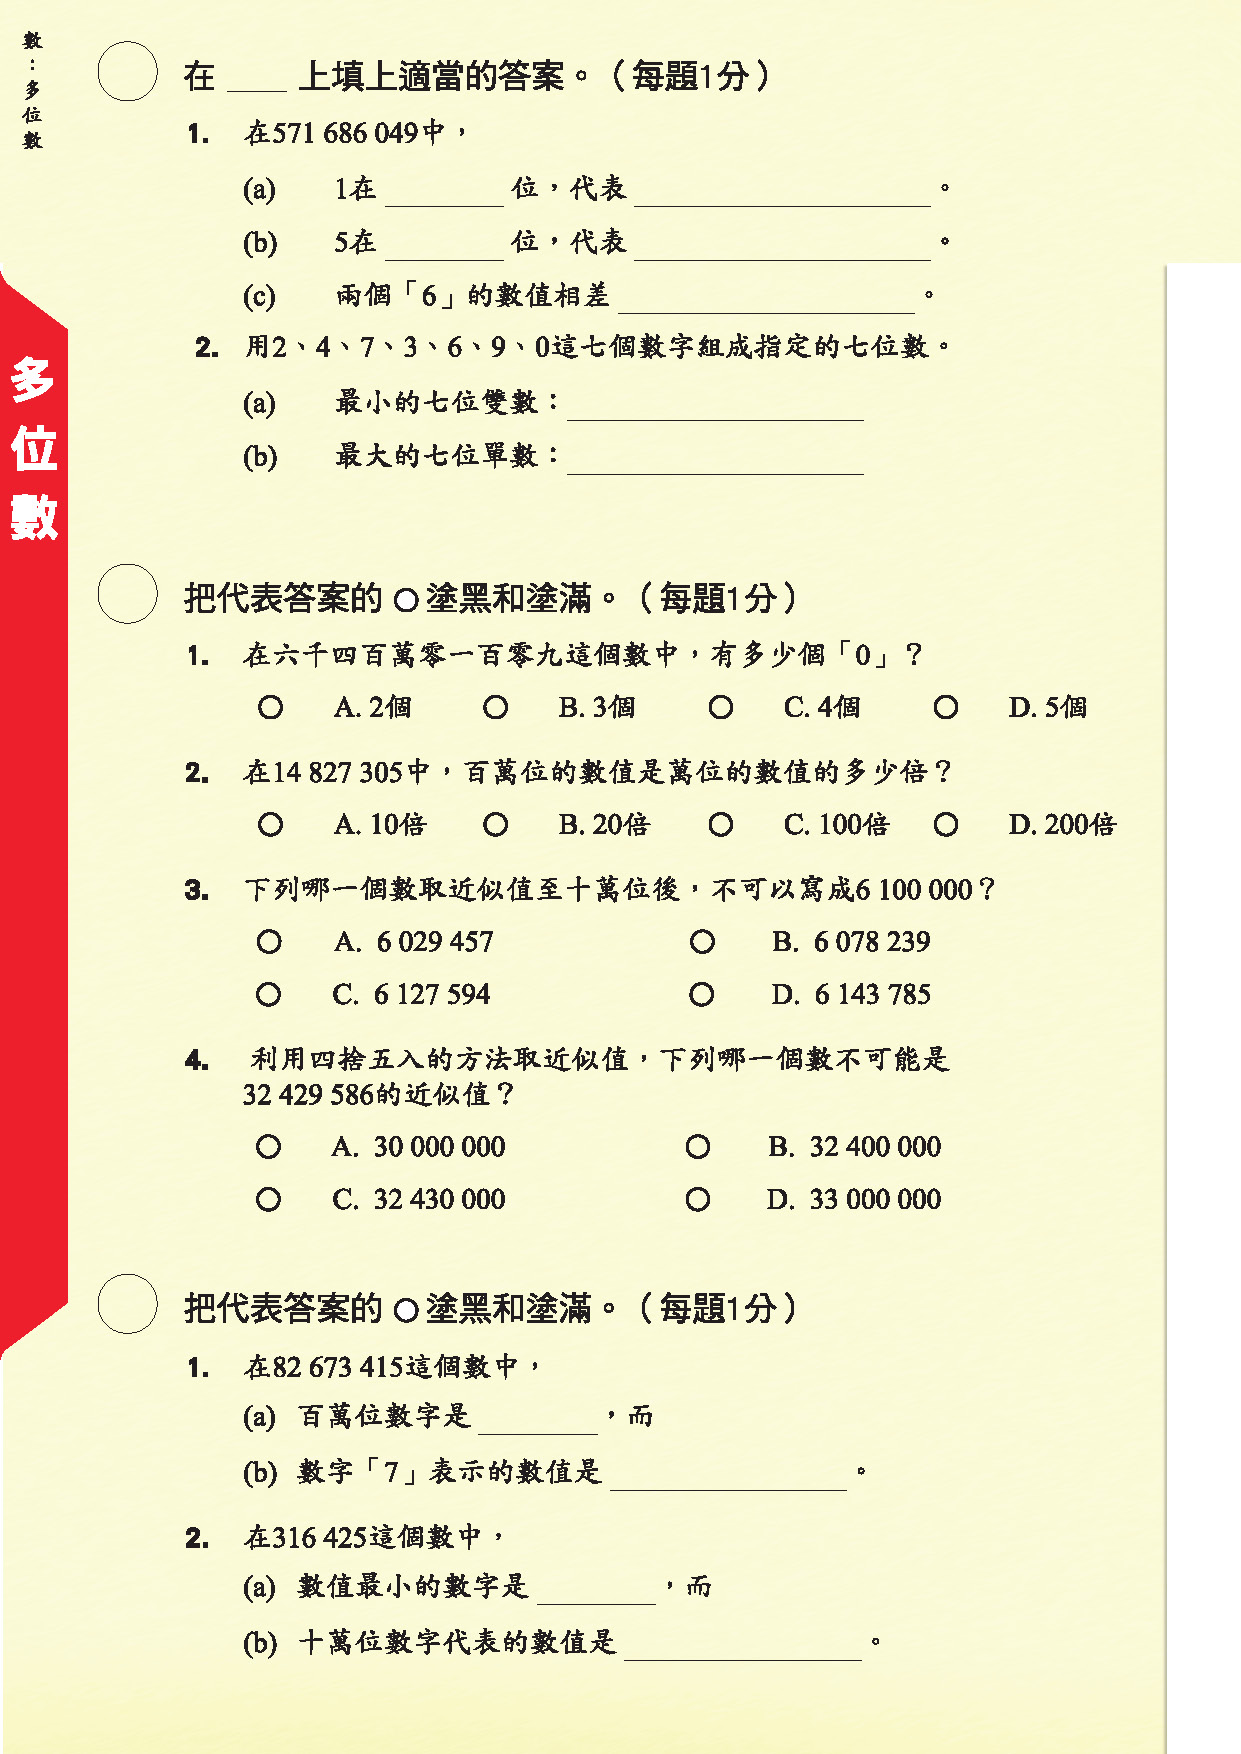 數：多位數
多位數
在 ____ 上填上適當的答案。（每題1分）
1. 在571 686 049中，
(a) 1在 ________ 位，代表 ____________________。
(b) 5在 ________ 位，代表 ____________________。
(c) 兩個「6」的數值相差 ____________________。
2. 用2、4、7、3、6、9、0這七個數字組成指定的七位數。
(a) 最小的七位雙數：____________________
(b) 最大的七位單數：____________________
把代表答案的 ○ 塗黑和塗滿。（每題1分）
1. 在六千四百萬零一百零九這個數中，有多少個「0」？
○ A. 2個 ○ B. 3個 ○ C. 4個 ○ D. 5個
2. 在14 827 305中，百萬位的數值是萬位的數值的多少倍？
○ A. 10倍 ○ B. 20倍 ○ C. 100倍 ○ D. 200倍
3. 下列哪一個數取近似值至十萬位後，不可以寫成6 100 000？
○ A. 6 029 457 ○ B. 6 078 239
○ C. 6 127 594 ○ D. 6 143 785
4. 利用四捨五入的方法取近似值，下列哪一個數不可能是
32 429 586的近似值？
○ A. 30 000 000 ○ B. 32 400 000
○ C. 32 430 000 ○ D. 33 000 000
把代表答案的 ○ 塗黑和塗滿。（每題1分）
1. 在82 673 415這個數中，
(a) 百萬位數字是 ________，而
(b) 數字「7」表示的數值是 ________________。
2. 在316 425這個數中，
(a) 數值最小的數字是 ________，而
(b) 十萬位數字代表的數值是 ________________。